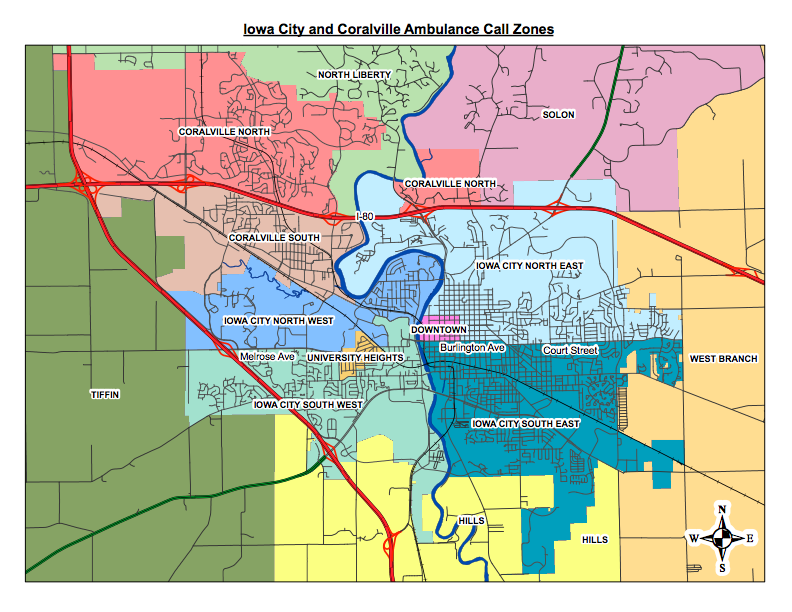 Iowa City and Coralville Ambulance Call Zones
NORTH LIBERTY
SOLON
CORALVILLE NORTH
CORALVILLE NORTH
I-80
CORALVILLE SOUTH
IOWA CITY NORTH EAST
IOWA CITY NORTH WEST
DOWNTOWN
Burlington Ave
Court Street
Melrose Ave
UNIVERSITY HEIGHTS
WEST BRANCH
TIFFIN
IOWA CITY SOUTH WEST
IOWA CITY SOUTH EAST
HILLS
HILLS
N
W
E
S